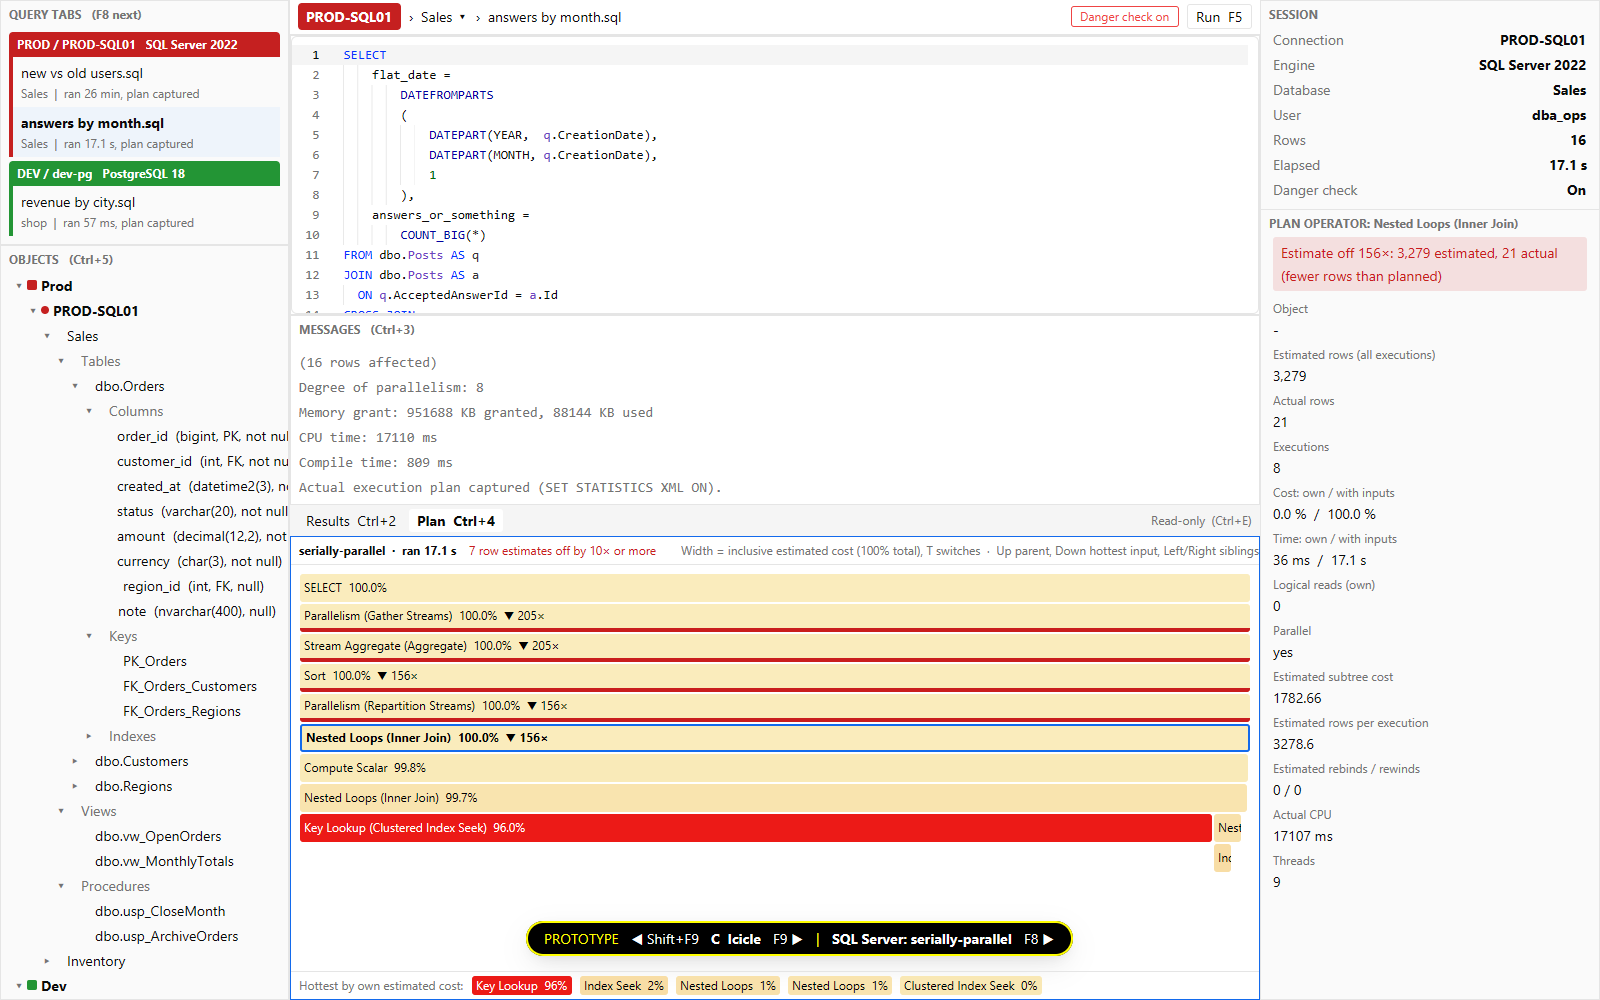 QUERY TABS (F8 next)
PROD / PROD-SQL01 SQL Server 2022
new vs old users.sql
Sales | ran 26 min, plan captured
answers by month.sql
Sales | ran 17.1 s, plan captured
DEV / dev-pg PostgreSQL 18
revenue by city.sql
shop | ran 57 ms, plan captured
OBJECTS (Ctrl+5)
Prod
PROD-SQL01
Sales
Tables
dbo.Orders
Columns
order_id (bigint, PK, not nul
customer_id (int, FK, not nu
created_at (datetime2(3), n
status (varchar(20), not null
amount (decimal(12,2), not
currency (char(3), not null)
region_id (int, FK, null)
note (nvarchar(400), null)
Keys
PK_Orders
FK_Orders_Customers
FK_Orders_Regions
Indexes
dbo.Customers
dbo.Regions
Views
dbo.vw_OpenOrders
dbo.vw_MonthlyTotals
Procedures
dbo.usp_CloseMonth
dbo.usp_ArchiveOrders
Inventory
Dev
PROD-SQL01 › Sales ▾ › answers by month.sql
Danger check on
Run F5
1 SELECT
2 flat_date =
3 DATEFROMPARTS
4 (
5 DATEPART(YEAR, q.CreationDate),
6 DATEPART(MONTH, q.CreationDate),
7 1
8 ),
9 answers_or_something =
10 COUNT_BIG(*)
11 FROM dbo.Posts AS q
12 JOIN dbo.Posts AS a
13 ON q.AcceptedAnswerId = a.Id
MESSAGES (Ctrl+3)
(16 rows affected)
Degree of parallelism: 8
Memory grant: 951688 KB granted, 88144 KB used
CPU time: 17110 ms
Compile time: 809 ms
Actual execution plan captured (SET STATISTICS XML ON).
Results Ctrl+2 Plan Ctrl+4 Read-only (Ctrl+E)
serially-parallel · ran 17.1 s 7 row estimates off by 10× or more Width = inclusive estimated cost (100% total), T switches · Up parent, Down hottest input, Left/Right siblings
SELECT 100.0%
Parallelism (Gather Streams) 100.0% ▼ 205×
Stream Aggregate (Aggregate) 100.0% ▼ 205×
Sort 100.0% ▼ 156×
Parallelism (Repartition Streams) 100.0% ▼ 156×
Nested Loops (Inner Join) 100.0% ▼ 156×
Compute Scalar 99.8%
Nested Loops (Inner Join) 99.7%
Key Lookup (Clustered Index Seek) 96.0% Nest
Inc
PROTOTYPE ◀ Shift+F9 C Icicle F9 ▶ | SQL Server: serially-parallel F8 ▶
Hottest by own estimated cost: Key Lookup 96% Index Seek 2% Nested Loops 1% Nested Loops 1% Clustered Index Seek 0%
SESSION
Connection PROD-SQL01
Engine SQL Server 2022
Database Sales
User dba_ops
Rows 16
Elapsed 17.1 s
Danger check On
PLAN OPERATOR: Nested Loops (Inner Join)
Estimate off 156×: 3,279 estimated, 21 actual
(fewer rows than planned)
Object
-
Estimated rows (all executions)
3,279
Actual rows
21
Executions
8
Cost: own / with inputs
0.0 % / 100.0 %
Time: own / with inputs
36 ms / 17.1 s
Logical reads (own)
0
Parallel
yes
Estimated subtree cost
1782.66
Estimated rows per execution
3278.6
Estimated rebinds / rewinds
0 / 0
Actual CPU
17107 ms
Threads
9